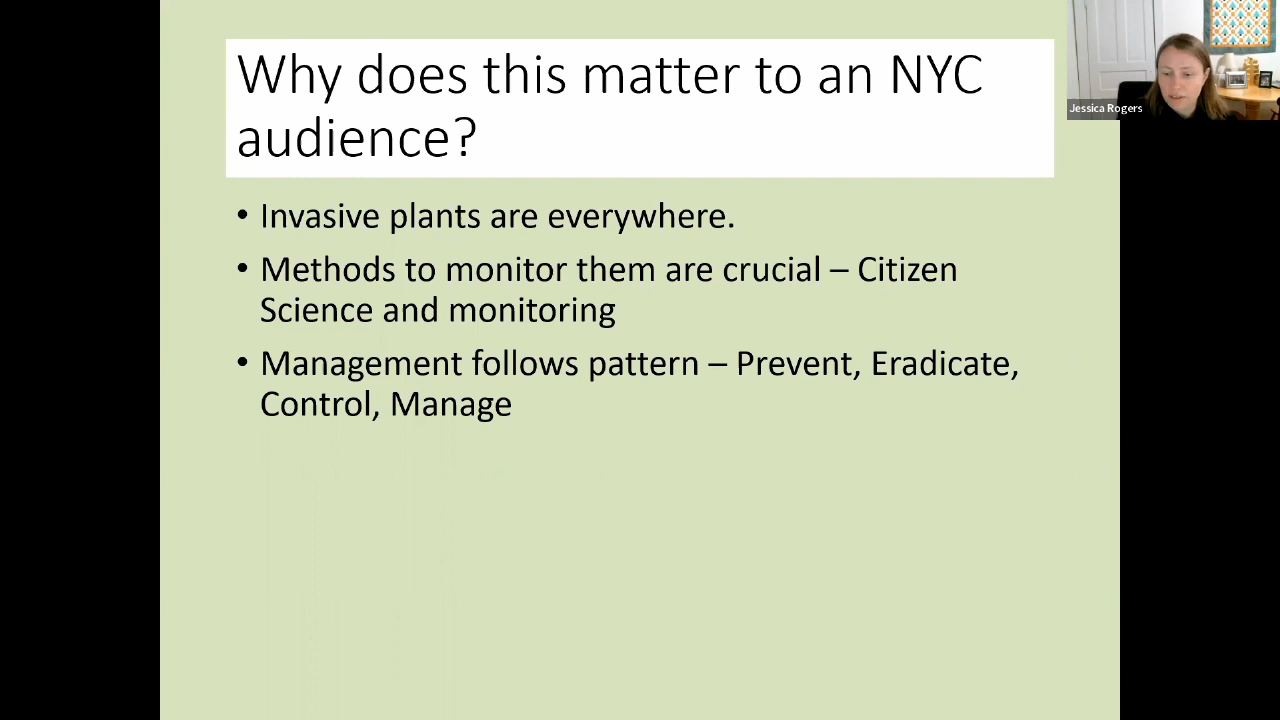 Why does this matter to an NYC
audience?
Jessica Rogers
• Invasive plants are everywhere.
• Methods to monitor them are crucial – Citizen
Science and monitoring
• Management follows pattern – Prevent, Eradicate,
Control, Manage